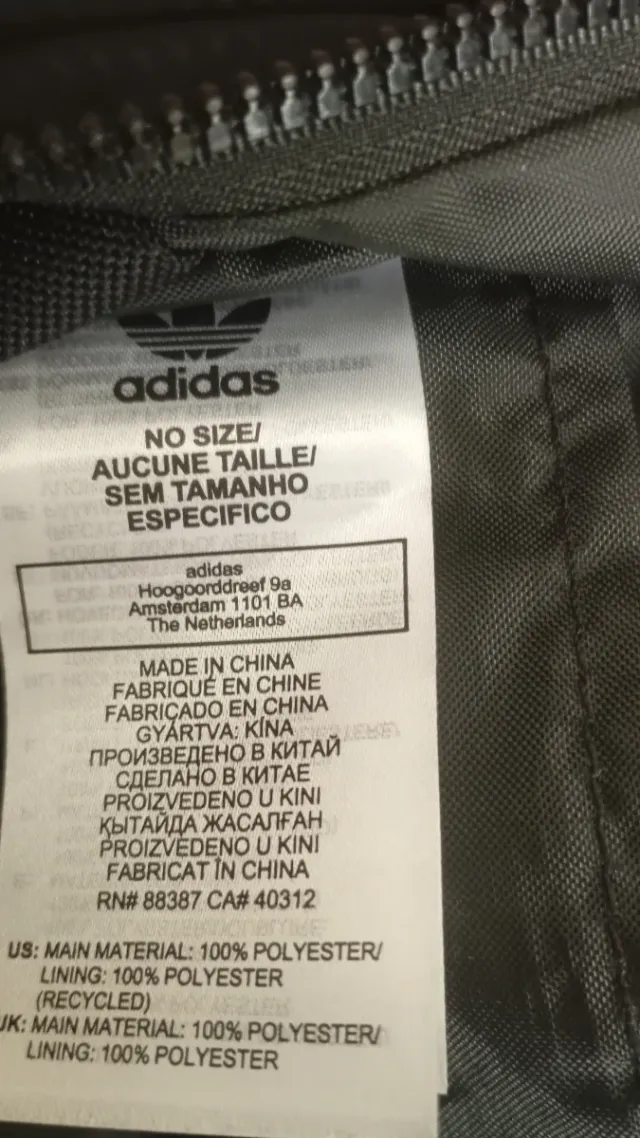 adidas
NO SIZE/
AUCUNE TAILLE/
SEM TAMANHO
ESPECIFICO
adidas
Hoogoorddreef 9a
Amsterdam 1101 BA
The Netherlands
MADE IN CHINA
FABRIQUÉ EN CHINE
FABRICADO EN CHINA
GYÁRTVA: KÍNA
ПРОИЗВЕДЕНО В КИТАЙ
СДЕЛАНО В КИТАЕ
PROIZVEDENO U KINI
ҚЫТАЙДА ЖАСАЛҒАН
PROIZVEDENO U KINI
FABRICAT ÎN CHINA
RN# 88387 CA# 40312
US: MAIN MATERIAL: 100% POLYESTER/
LINING: 100% POLYESTER
(RECYCLED)
UK: MAIN MATERIAL: 100% POLYESTER/
LINING: 100% POLYESTER